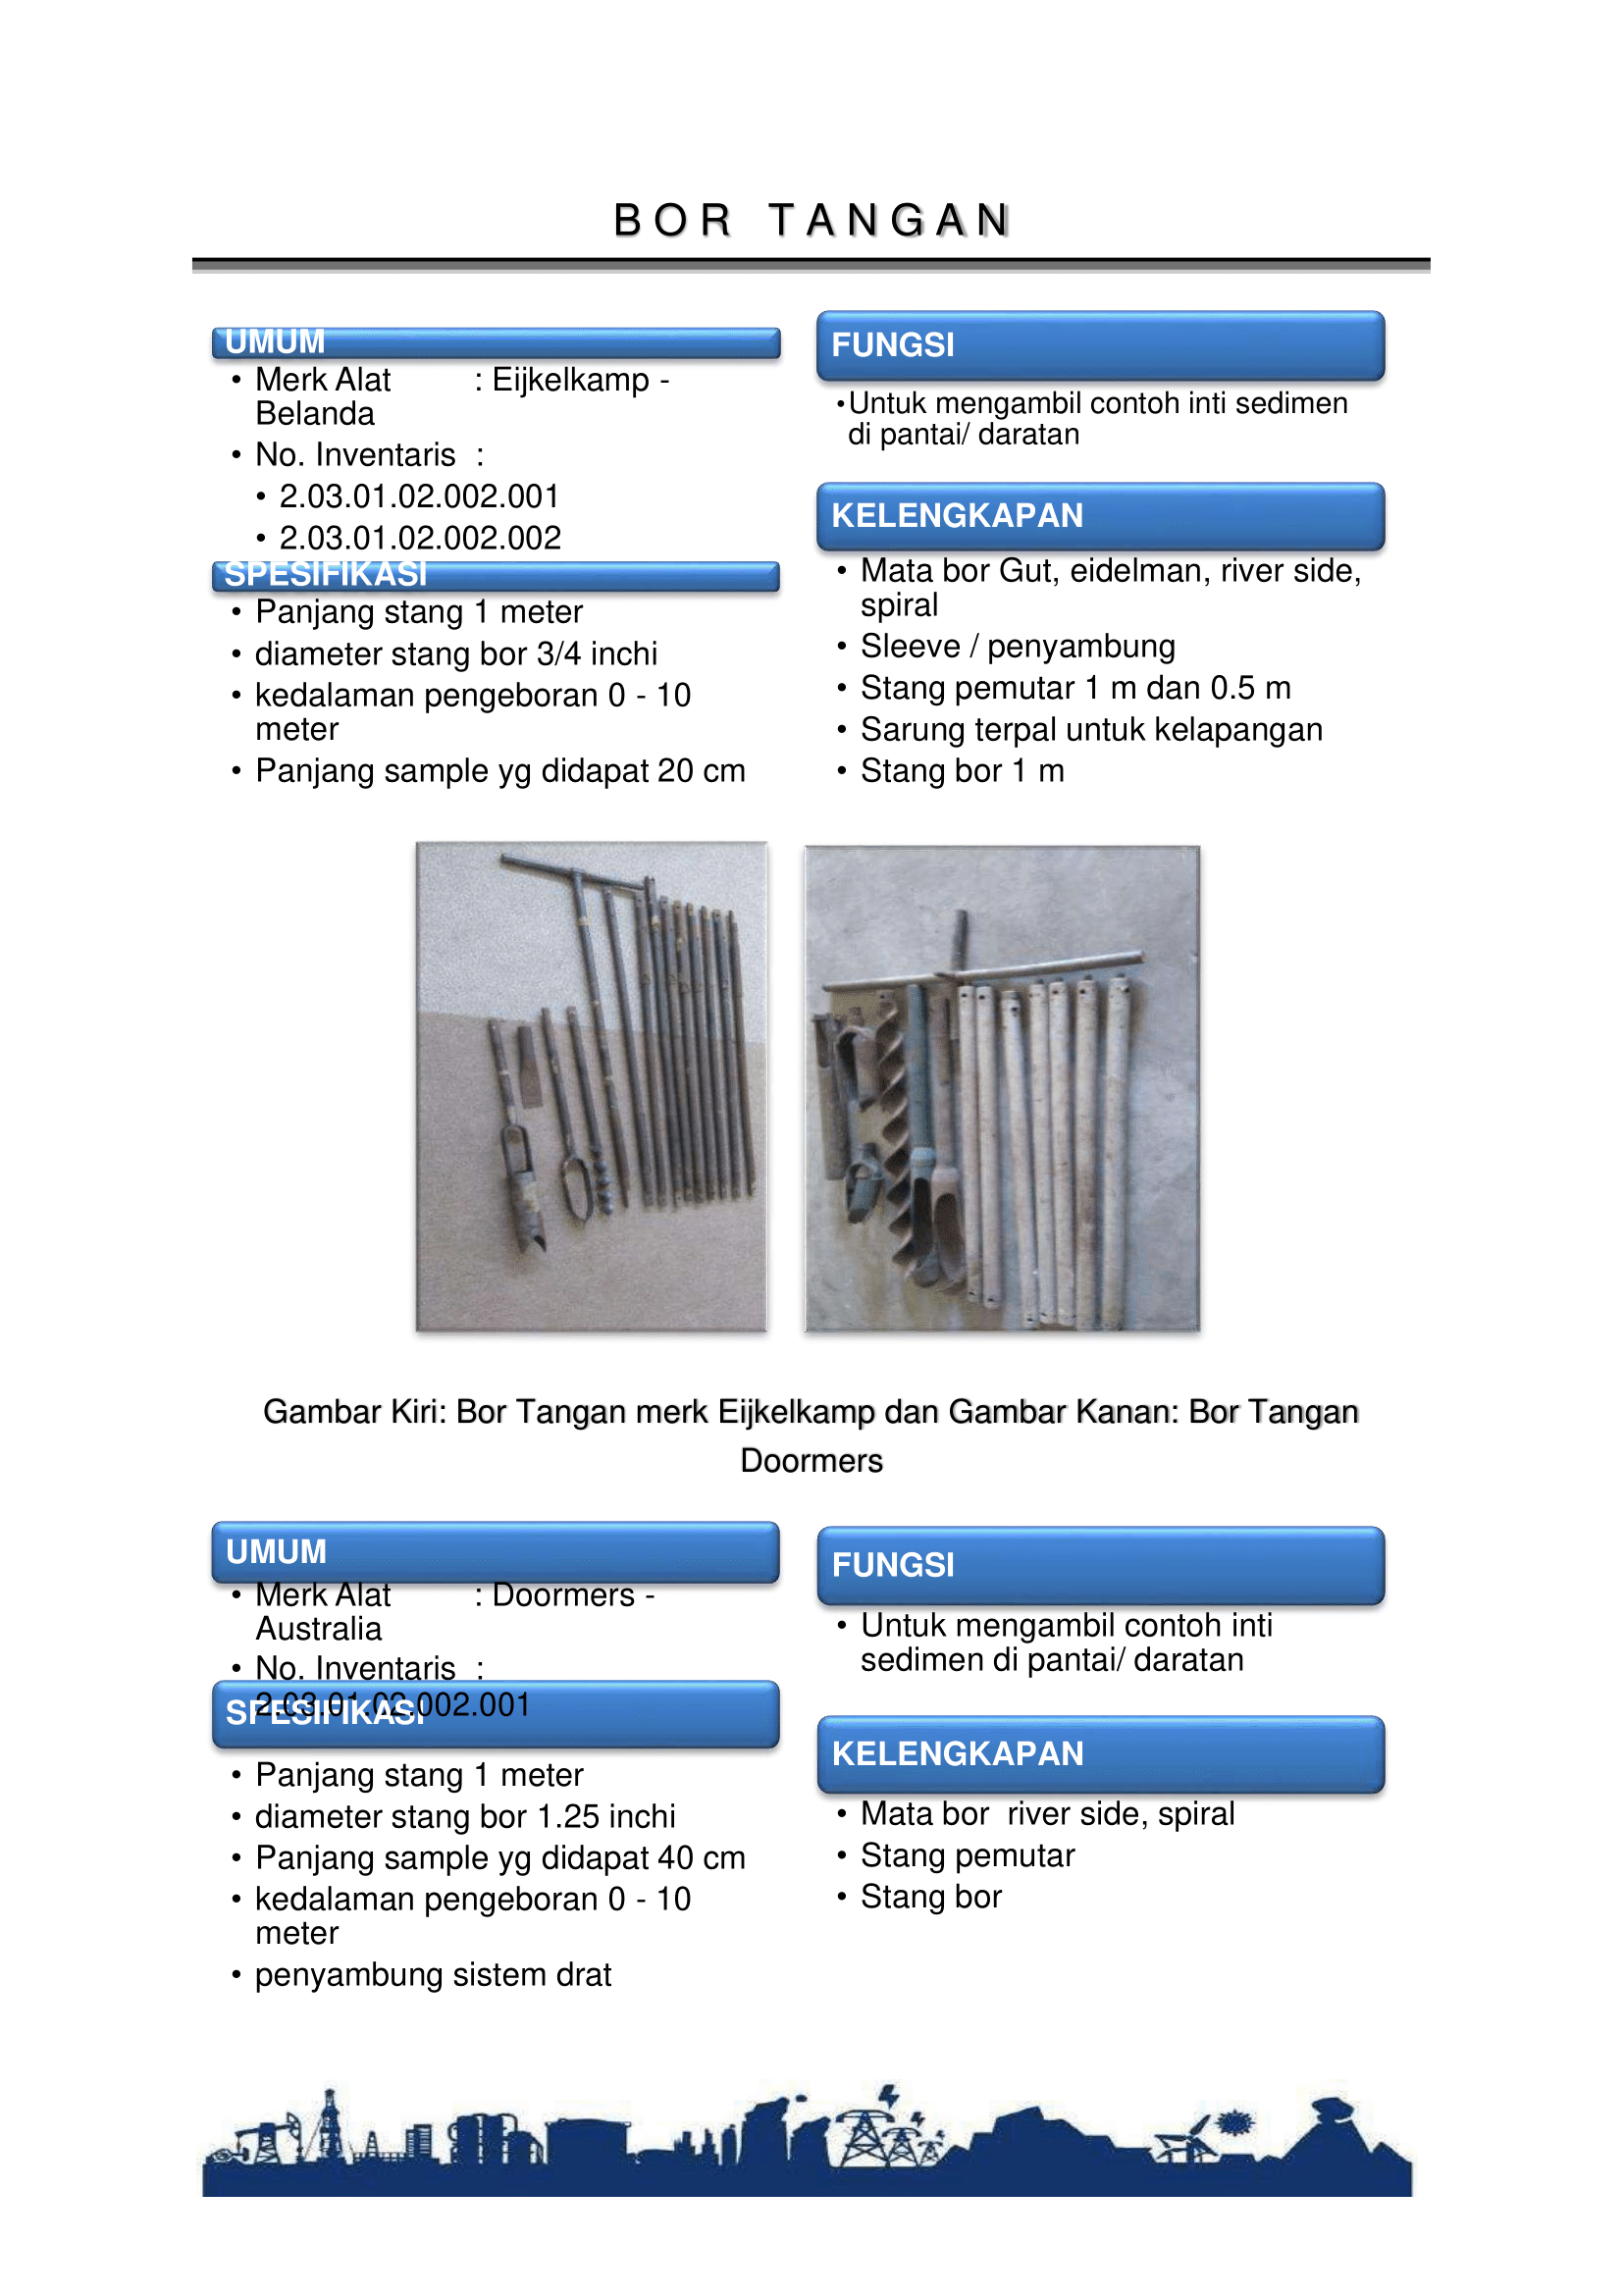 BOR TANGAN
UMUM
• Merk Alat : Eijkelkamp -
Belanda
• No. Inventaris :
• 2.03.01.02.002.001
• 2.03.01.02.002.002
SPESIFIKASI
• Panjang stang 1 meter
• diameter stang bor 3/4 inchi
• kedalaman pengeboran 0 - 10
meter
• Panjang sample yg didapat 20 cm
FUNGSI
•Untuk mengambil contoh inti sedimen
di pantai/ daratan
KELENGKAPAN
• Mata bor Gut, eidelman, river side,
spiral
• Sleeve / penyambung
• Stang pemutar 1 m dan 0.5 m
• Sarung terpal untuk kelapangan
• Stang bor 1 m
Gambar Kiri: Bor Tangan merk Eijkelkamp dan Gambar Kanan: Bor Tangan
Doormers
UMUM
• Merk Alat : Doormers -
Australia
• No. Inventaris :
2.03.01.02.002.001
SPESIFIKASI
• Panjang stang 1 meter
• diameter stang bor 1.25 inchi
• Panjang sample yg didapat 40 cm
• kedalaman pengeboran 0 - 10
meter
• penyambung sistem drat
FUNGSI
• Untuk mengambil contoh inti
sedimen di pantai/ daratan
KELENGKAPAN
• Mata bor river side, spiral
• Stang pemutar
• Stang bor